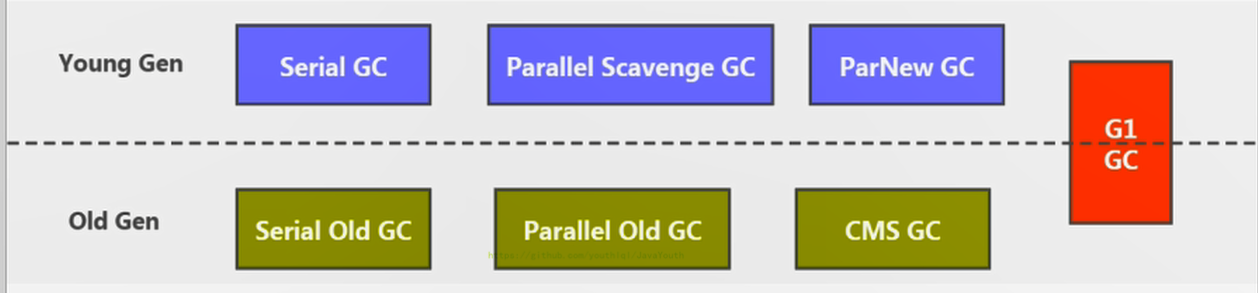 Young Gen
Serial GC
Parallel Scavenge GC
ParNew GC
G1
GC
Old Gen
Serial Old GC
Parallel Old GC
CMS GC